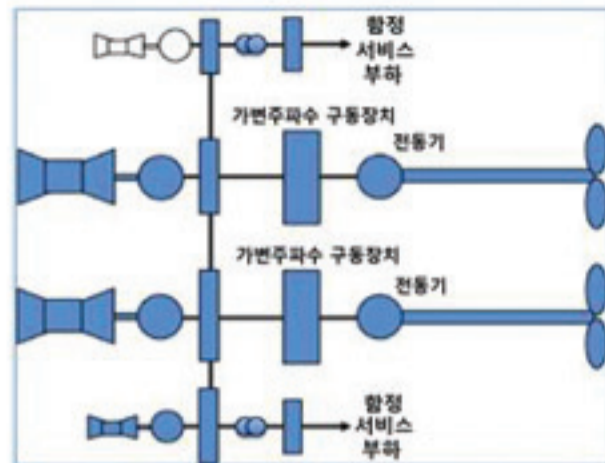 함정
서비스
부하
가변주파수 구동장치
전동기
가변주파수 구동장치
전동기
함정
서비스
부하